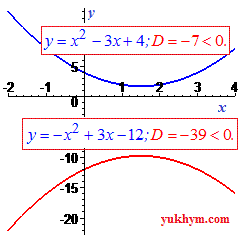 y
y = x² − 3x + 4; D = −7 < 0.
5
-2 -1 0 1 2 3 4
x
y = −x² + 3x − 12; D = −39 < 0.
-10
-15
-20
yukhym.com